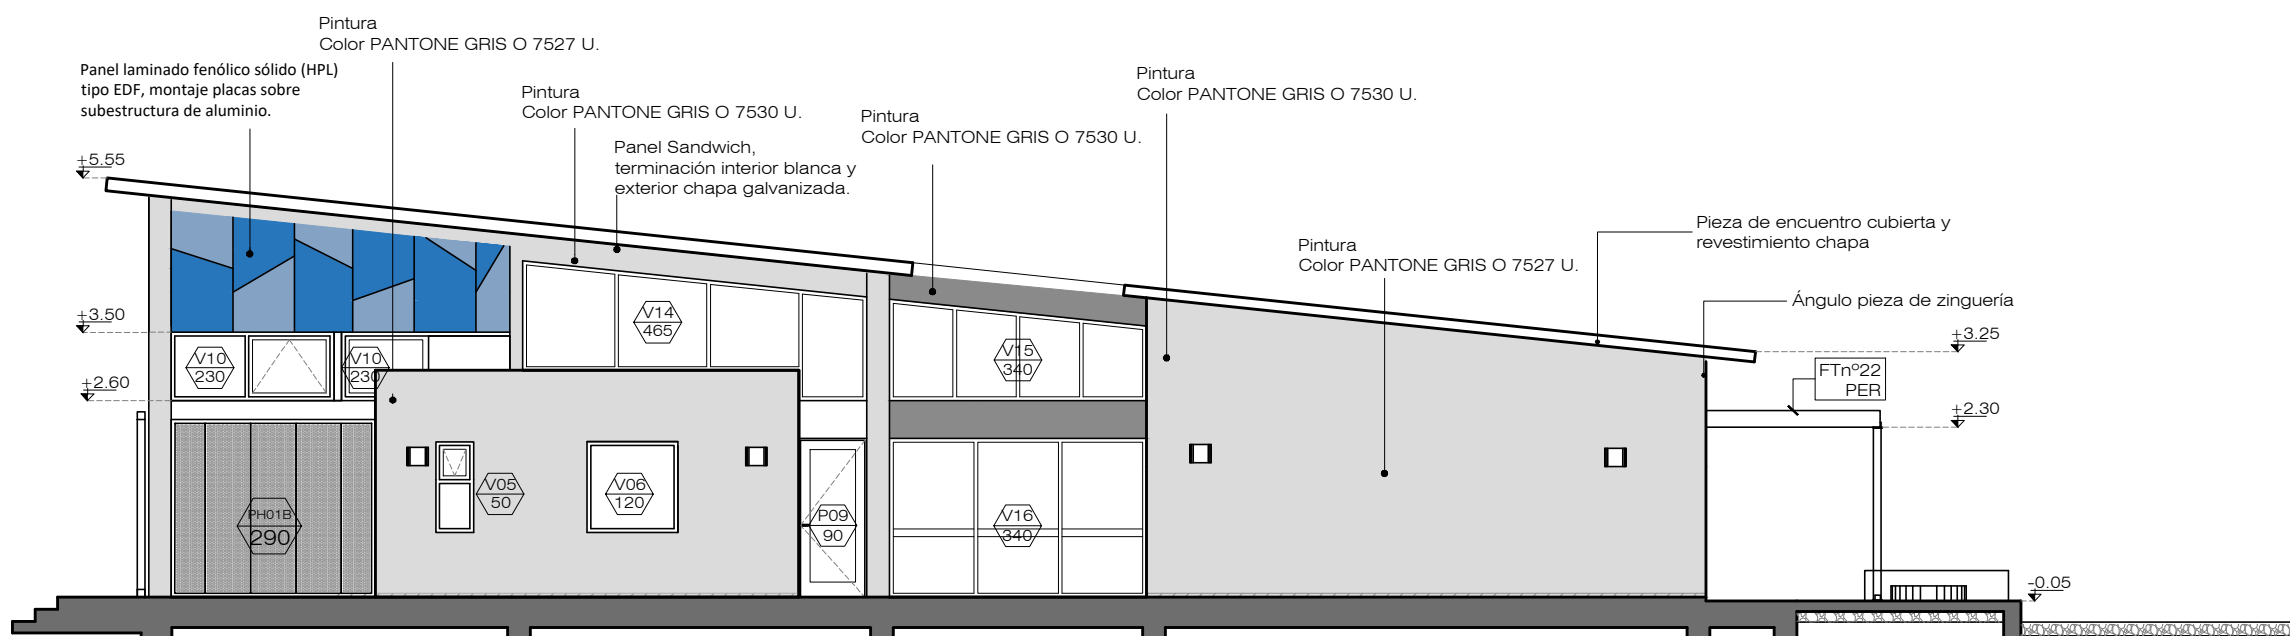 Pintura
Color PANTONE GRIS O 7527 U.
Panel laminado fenólico sólido (HPL)
tipo EDF, montaje placas sobre
subestructura de aluminio.
Pintura
Color PANTONE GRIS O 7530 U.
Panel Sandwich,
terminación interior blanca y
exterior chapa galvanizada.
Pintura
Color PANTONE GRIS O 7530 U.
Pintura
Color PANTONE GRIS O 7530 U.
Pintura
Color PANTONE GRIS O 7527 U.
Pieza de encuentro cubierta y
revestimiento chapa
Ángulo pieza de zinguería
+5.55
+3.50
+2.60
+3.25
+2.30
-0.05
FTnº22
PER
V10
230
V10
230
V14
465
V15
340
V05
50
V06
120
P09
90
V16
340
PH01B
290